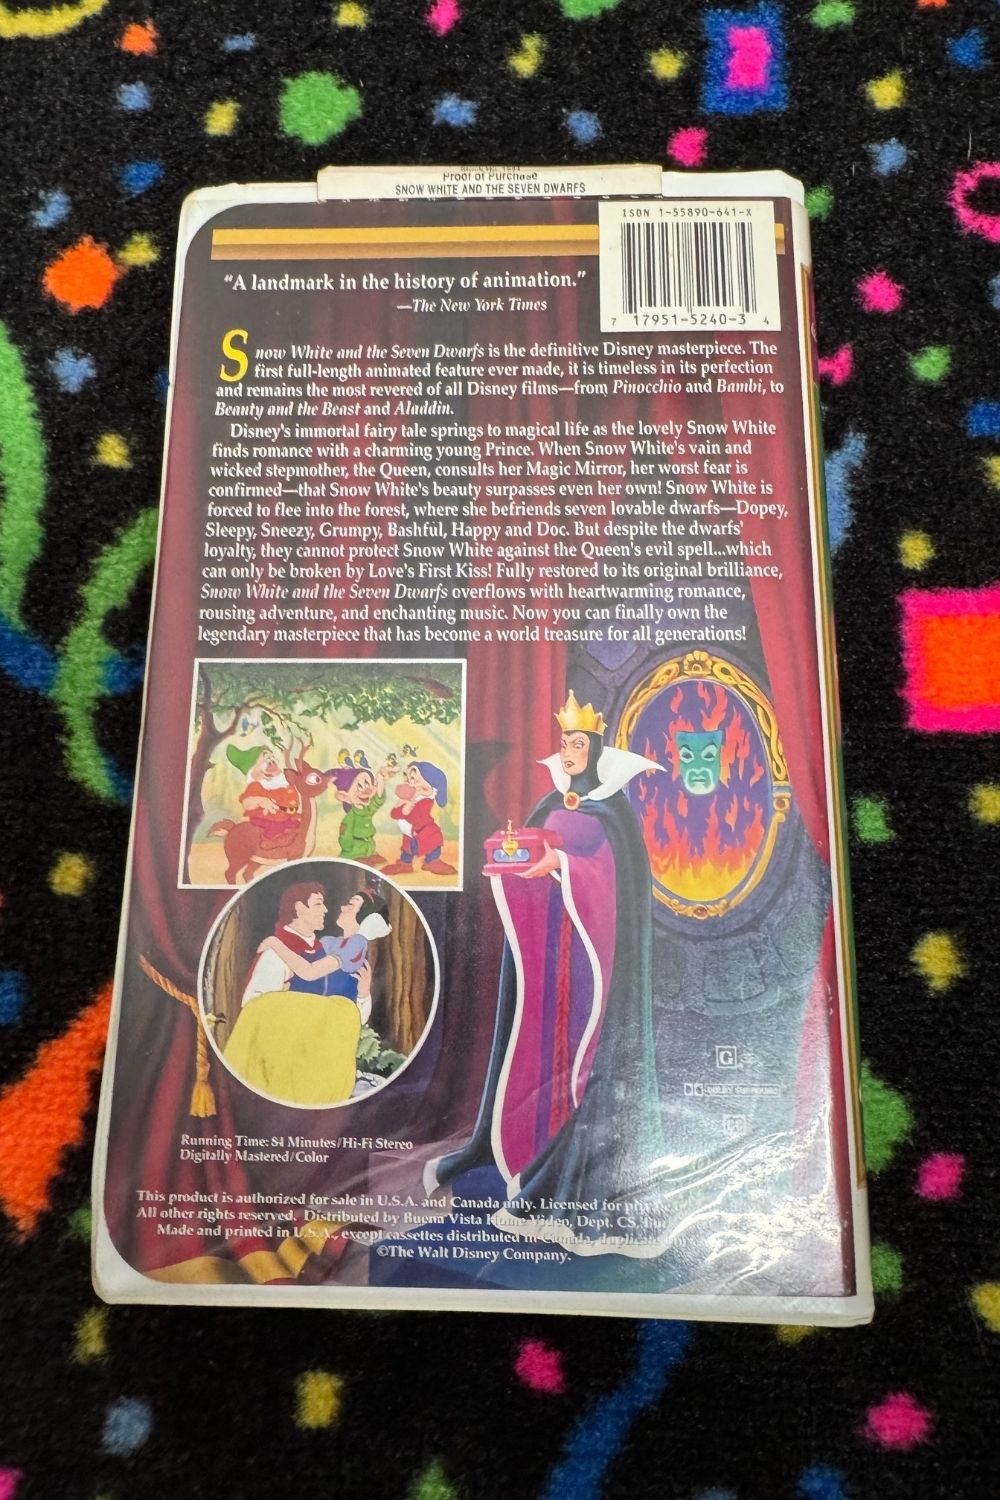 Proof of Purchase
SNOW WHITE AND THE SEVEN DWARFS
ISBN 1-55890-641-X
7 17951-5240-3 4
“A landmark in the history of animation.”
—The New York Times
Snow White and the Seven Dwarfs is the definitive Disney masterpiece. The
first full-length animated feature ever made, it is timeless in its perfection
and remains the most revered of all Disney films—from Pinocchio and Bambi, to
Beauty and the Beast and Aladdin.
Disney's immortal fairy tale springs to magical life as the lovely Snow White
finds romance with a charming young Prince. When Snow White's vain and
wicked stepmother, the Queen, consults her Magic Mirror, her worst fear is
confirmed—that Snow White's beauty surpasses even her own! Snow White is
forced to flee into the forest, where she befriends seven lovable dwarfs—Dopey,
Sleepy, Sneezy, Grumpy, Bashful, Happy and Doc. But despite the dwarfs'
loyalty, they cannot protect Snow White against the Queen's evil spell...which
can only be broken by Love's First Kiss! Fully restored to its original brilliance,
Snow White and the Seven Dwarfs overflows with heartwarming romance,
rousing adventure, and enchanting music. Now you can finally own the
legendary masterpiece that has become a world treasure for all generations!
G
DOLBY SURROUND
CC
Running Time: 84 Minutes/Hi-Fi Stereo
Digitally Mastered/Color
This product is authorized for sale in U.S.A. and Canada only. Licensed for
All other rights reserved. Distributed by Buena Vista Home Video, Dept. CS,
Made and printed in U.S.A., except cassettes distributed in Canada,
©The Walt Disney Company.